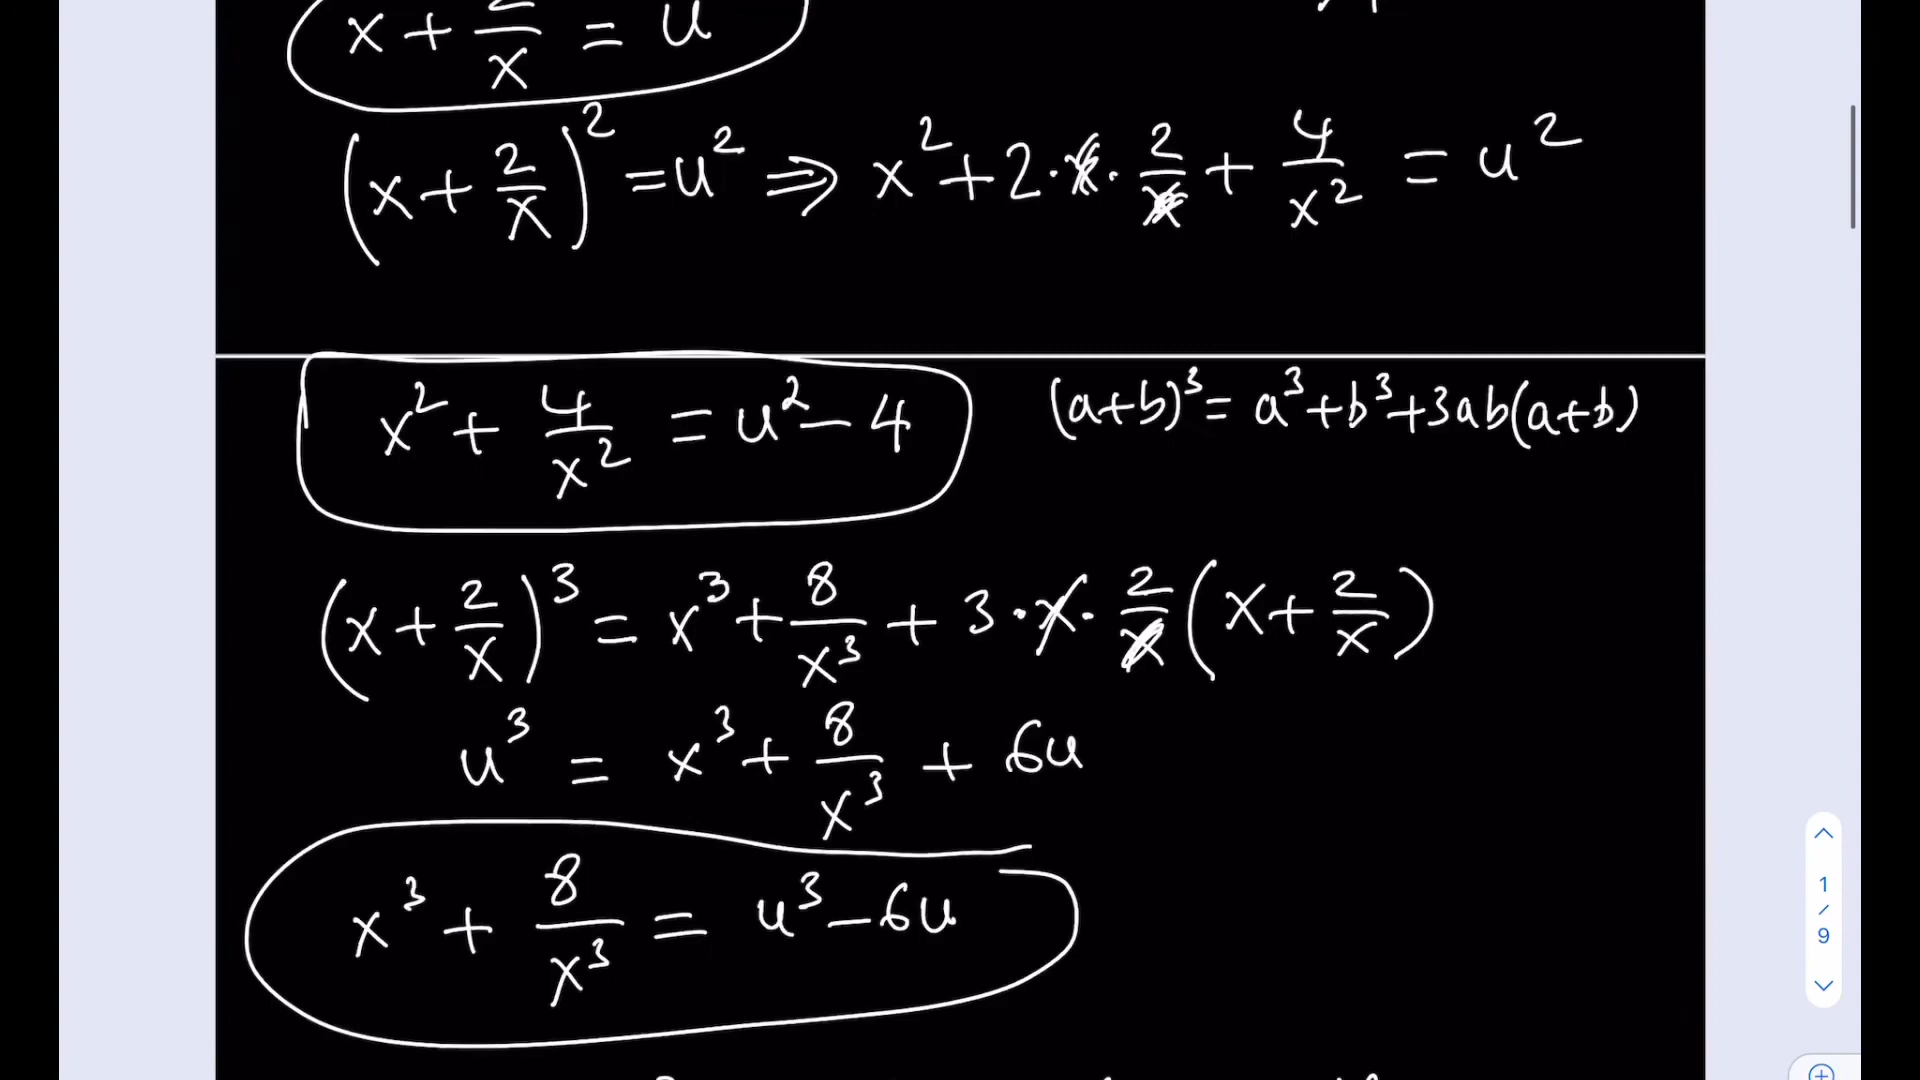 x + 2/x = u
(x + 2/x)² = u² ⇒ x² + 2·x·2/x + 4/x² = u²
x² + 4/x² = u² - 4
(a+b)³ = a³+b³+3ab(a+b)
(x + 2/x)³ = x³ + 8/x³ + 3·x·2/x (x + 2/x)
u³ = x³ + 8/x³ + 6u
x³ + 8/x³ = u³ - 6u
1
/
9